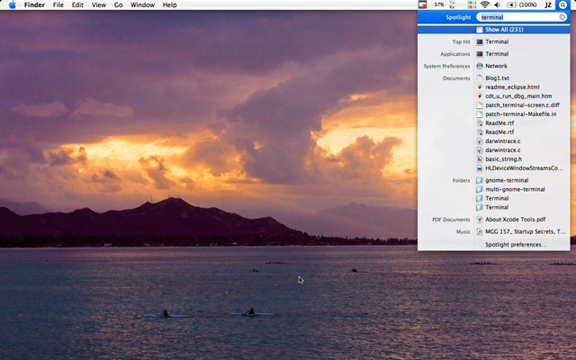 Finder File Edit View Go Window Help
37% (100%) JZ
Spotlight terminal
Show All (231)
Top Hit Terminal
Applications Terminal
System Preferences Network
Documents Blog1.txt
readme_eclipse.html
cdt_u_run_dbg_main.htm
patch_terminal-screen.c.diff
patch-terminal-Makefile.in
ReadMe.rtf
ReadMe.rtf
darwintrace.c
darwintrace.c
basic_string.h
HLDeviceWindowStreamsCo...
Folders gnome-terminal
multi-gnome-terminal
Terminal
Terminal
PDF Documents About Xcode Tools.pdf
Music MGG 157_ Startup Secrets, T...
Spotlight preferences...